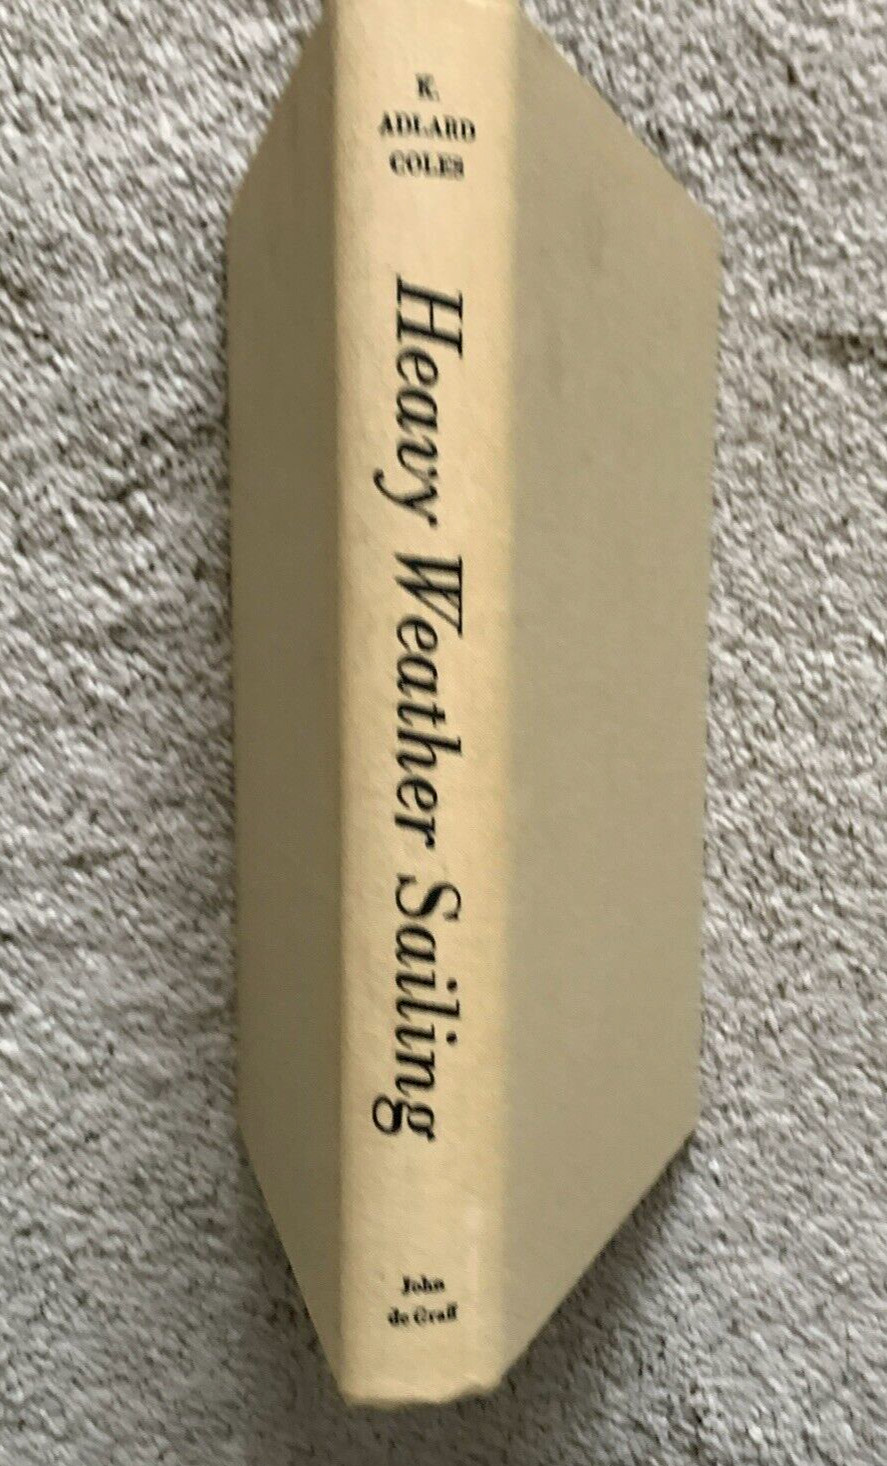 K.
ADLARD
COLES
Heavy Weather Sailing
John
de Graff